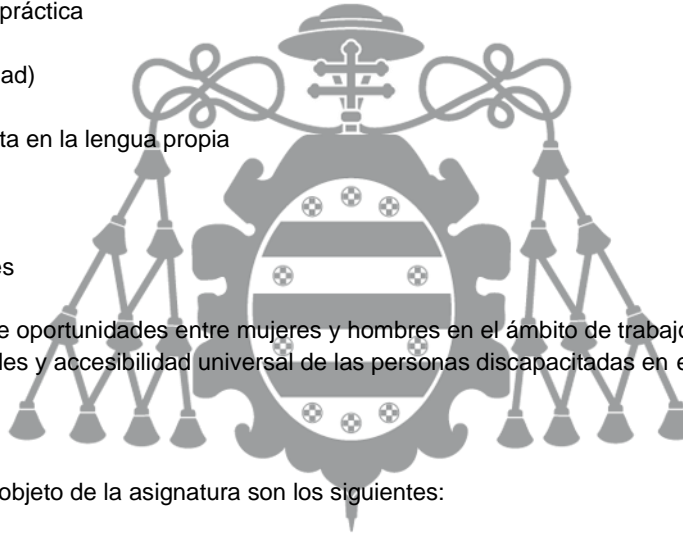 práctica
ad)
ta en la lengua propia
es
e oportunidades entre mujeres y hombres en el ámbito de trabajo
les y accesibilidad universal de las personas discapacitadas en e
objeto de la asignatura son los siguientes: